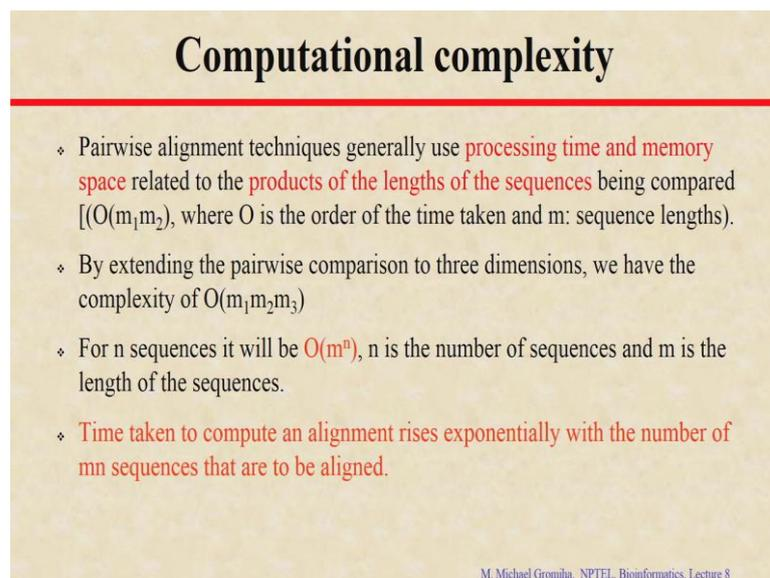 Computational complexity
❖ Pairwise alignment techniques generally use processing time and memory
space related to the products of the lengths of the sequences being compared
[(O(m₁m₂), where O is the order of the time taken and m: sequence lengths).
❖ By extending the pairwise comparison to three dimensions, we have the
complexity of O(m₁m₂m₃)
❖ For n sequences it will be O(mⁿ), n is the number of sequences and m is the
length of the sequences.
❖ Time taken to compute an alignment rises exponentially with the number of
mn sequences that are to be aligned.
M. Michael Gromiha, NPTEL, Bioinformatics, Lecture 8